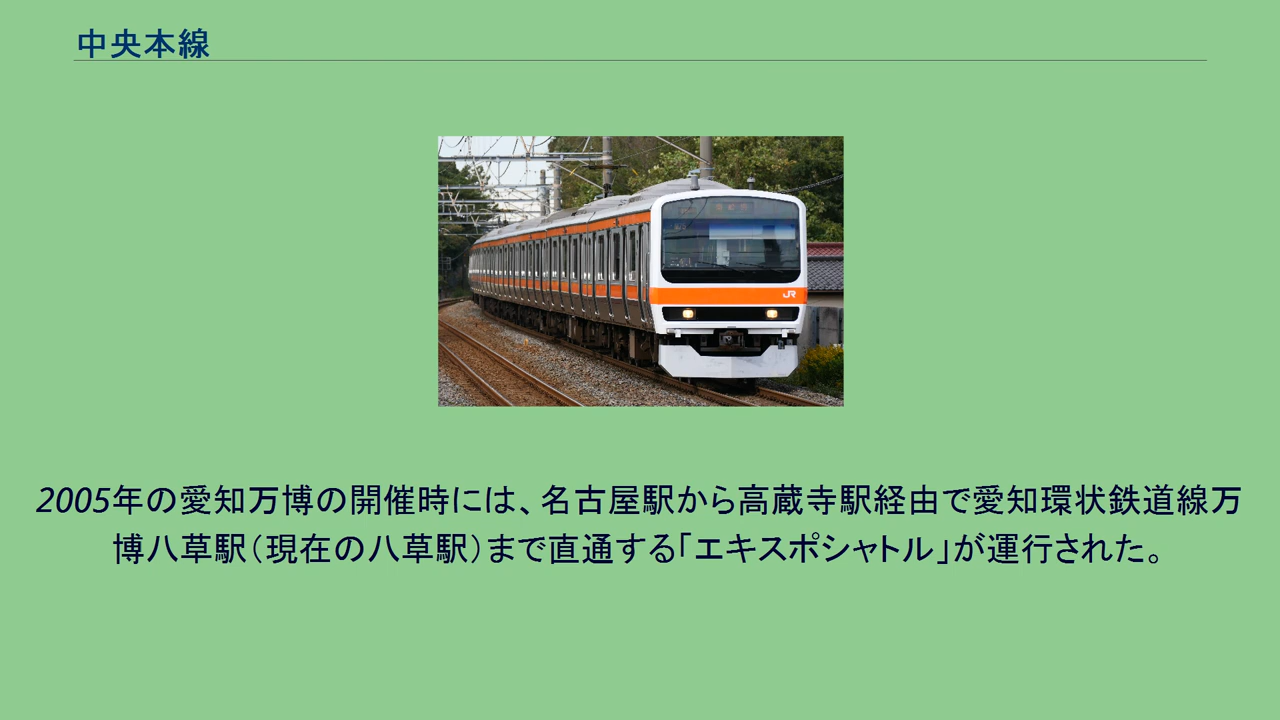 中央本線
JR
2005年の愛知万博の開催時には、名古屋駅から高蔵寺駅経由で愛知環状鉄道線万
博八草駅（現在の八草駅）まで直通する「エキスポシャトル」が運行された。